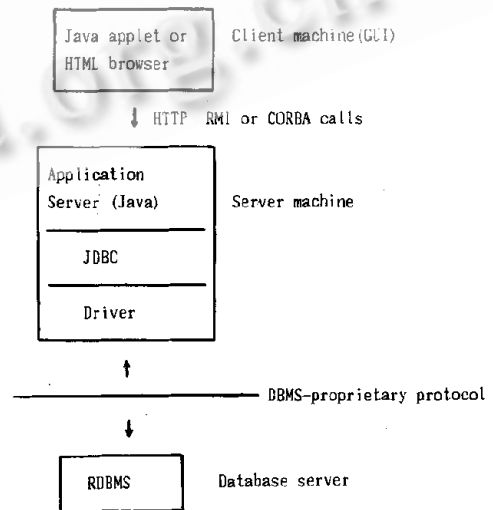 Java applet or Client machine(GUI)
HTML browser
HTTP RMI or CORBA calls
Application
Server (Java) Server machine
JDBC
Driver
DBMS-proprietary protocol
RDBMS Database server